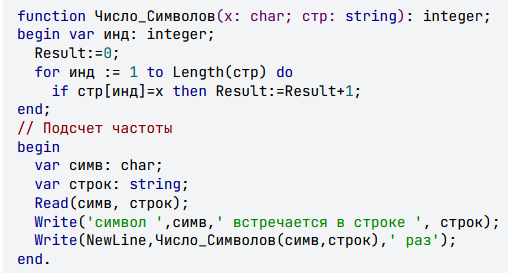 function Число_Символов(x: char; стр: string): integer;
begin var инд: integer;
Result:=0;
for инд := 1 to Length(стр) do
if стр[инд]=x then Result:=Result+1;
end;
// Подсчет частоты
begin
var симв: char;
var строк: string;
Read(симв, строк);
Write('символ ',симв,' встречается в строке ', строк);
Write(NewLine,Число_Символов(симв,строк),' раз');
end.